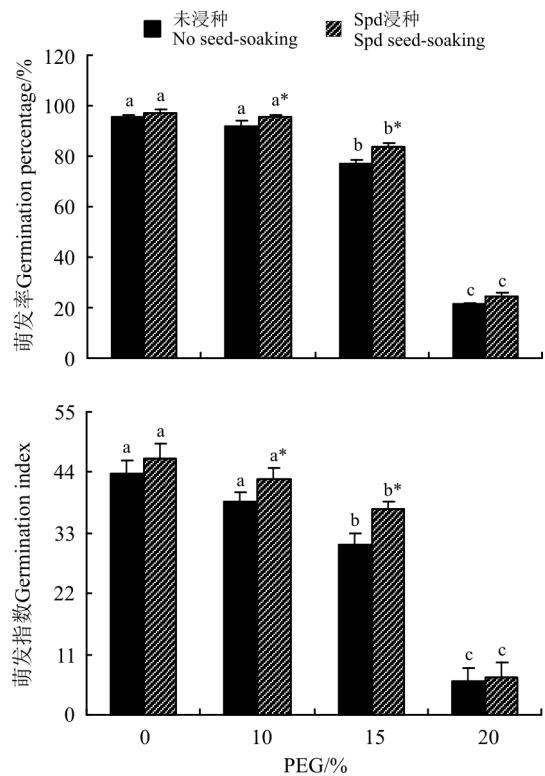 未浸种
No seed-soaking
Spd浸种
Spd seed-soaking
萌发率Germination percentage/%
120
100
80
60
40
20
0
a a
a a*
b b*
c c
萌发指数Germination index
55
44
33
22
11
0
a a
a a*
b b*
c c
0 10 15 20
PEG/%